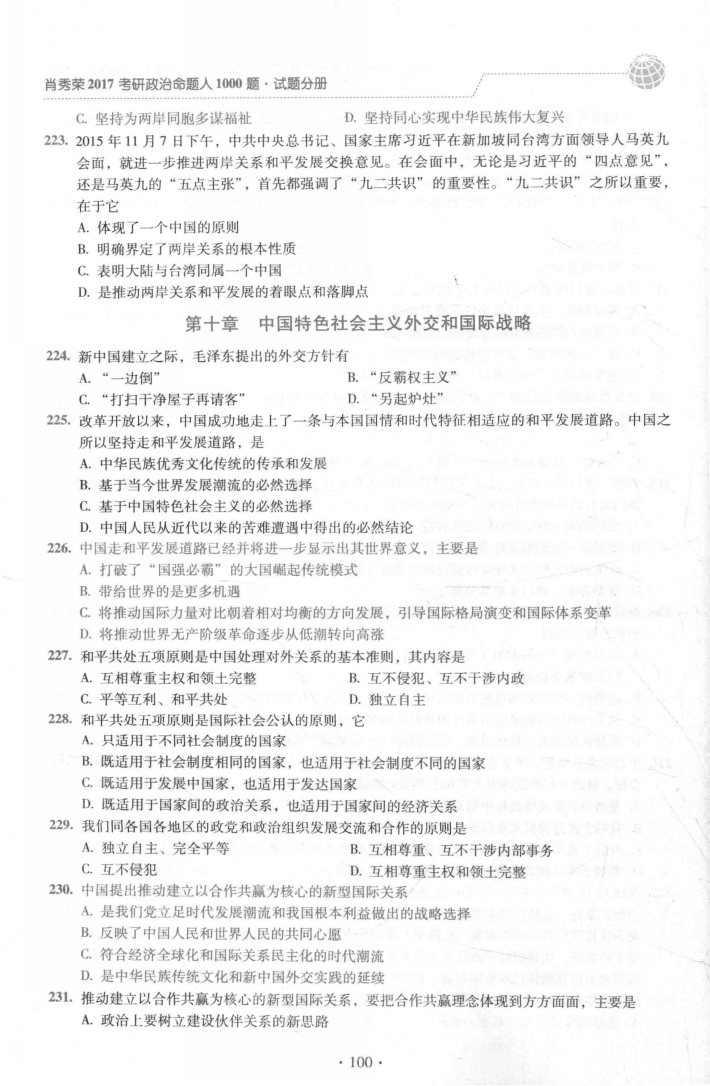 肖秀荣2017考研政治命题人1000题·试题分册
C. 坚持为两岸同胞多谋福祉 D. 坚持同心实现中华民族伟大复兴
223. 2015年11月7日下午，中共中央总书记、国家主席习近平在新加坡同台湾方面领导人马英九
会面，就进一步推进两岸关系和平发展交换意见。在会面中，无论是习近平的“四点意见”，
还是马英九的“五点主张”，首先都强调了“九二共识”的重要性。“九二共识”之所以重要，
在于它
A. 体现了一个中国的原则
B. 明确界定了两岸关系的根本性质
C. 表明大陆与台湾同属一个中国
D. 是推动两岸关系和平发展的着眼点和落脚点
第十章 中国特色社会主义外交和国际战略
224. 新中国建立之际，毛泽东提出的外交方针有
A. “一边倒” B. “反霸权主义”
C. “打扫干净屋子再请客” D. “另起炉灶”
225. 改革开放以来，中国成功地走上了一条与本国国情和时代特征相适应的和平发展道路。中国之
所以坚持走和平发展道路，是
A. 中华民族优秀文化传统的传承和发展
B. 基于当今世界发展潮流的必然选择
C. 基于中国特色社会主义的必然选择
D. 中国人民从近代以来的苦难遭遇中得出的必然结论
226. 中国走和平发展道路已经并将进一步显示出其世界意义，主要是
A. 打破了“国强必霸”的大国崛起传统模式
B. 带给世界的是更多机遇
C. 将推动国际力量对比朝着相对均衡的方向发展，引导国际格局演变和国际体系变革
D. 将推动世界无产阶级革命逐步从低潮转向高涨
227. 和平共处五项原则是中国处理对外关系的基本准则，其内容是
A. 互相尊重主权和领土完整 B. 互不侵犯、互不干涉内政
C. 平等互利、和平共处 D. 独立自主
228. 和平共处五项原则是国际社会公认的原则，它
A. 只适用于不同社会制度的国家
B. 既适用于社会制度相同的国家，也适用于社会制度不同的国家
C. 既适用于发展中国家，也适用于发达国家
D. 既适用于国家间的政治关系，也适用于国家间的经济关系
229. 我们同各国各地区的政党和政治组织发展交流和合作的原则是
A. 独立自主、完全平等 B. 互相尊重、互不干涉内部事务
C. 互不侵犯 D. 互相尊重主权和领土完整
230. 中国提出推动建立以合作共赢为核心的新型国际关系
A. 是我们党立足时代发展潮流和我国根本利益做出的战略选择
B. 反映了中国人民和世界人民的共同心愿
C. 符合经济全球化和国际关系民主化的时代潮流
D. 是中华民族传统文化和新中国外交实践的延续
231. 推动建立以合作共赢为核心的新型国际关系，要把合作共赢理念体现到方方面面，主要是
A. 政治上要树立建设伙伴关系的新思路
· 100 ·